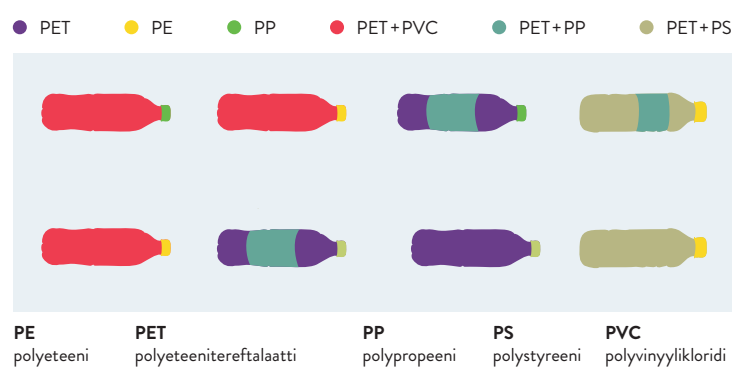 PET PE PP PET+PVC PET+PP PET+PS
PE PET PP PS PVC
polyeteeni polyeteenitereftalaatti polypropeeni polystyreeni polyvinyylikloridi